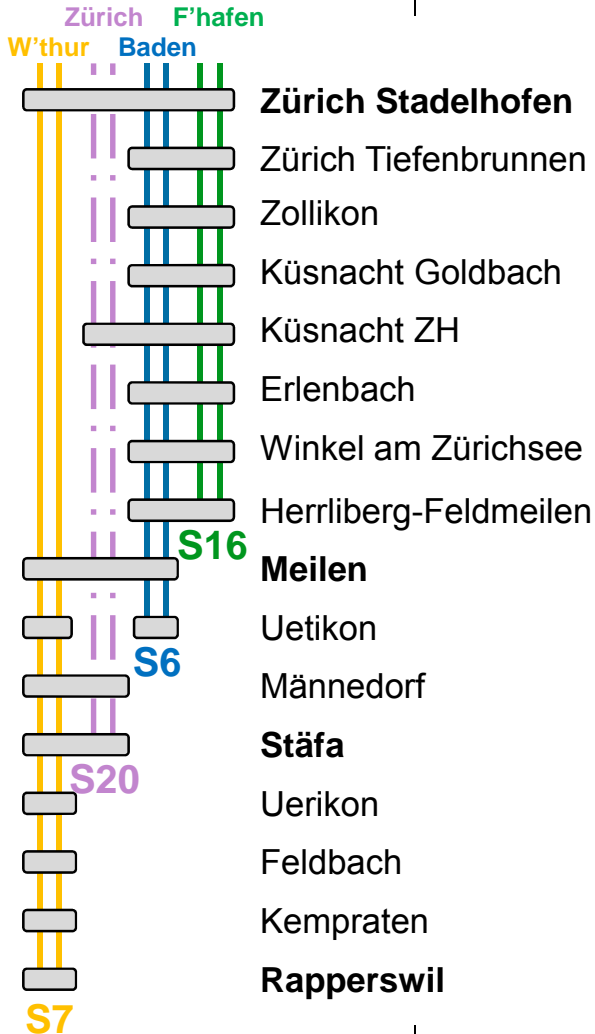 Zürich F'hafen
W'thur Baden
Zürich Stadelhofen
Zürich Tiefenbrunnen
Zollikon
Küsnacht Goldbach
Küsnacht ZH
Erlenbach
Winkel am Zürichsee
Herrliberg-Feldmeilen
S16
Meilen
Uetikon
S6
Männedorf
Stäfa
S20
Uerikon
Feldbach
Kempraten
Rapperswil
S7